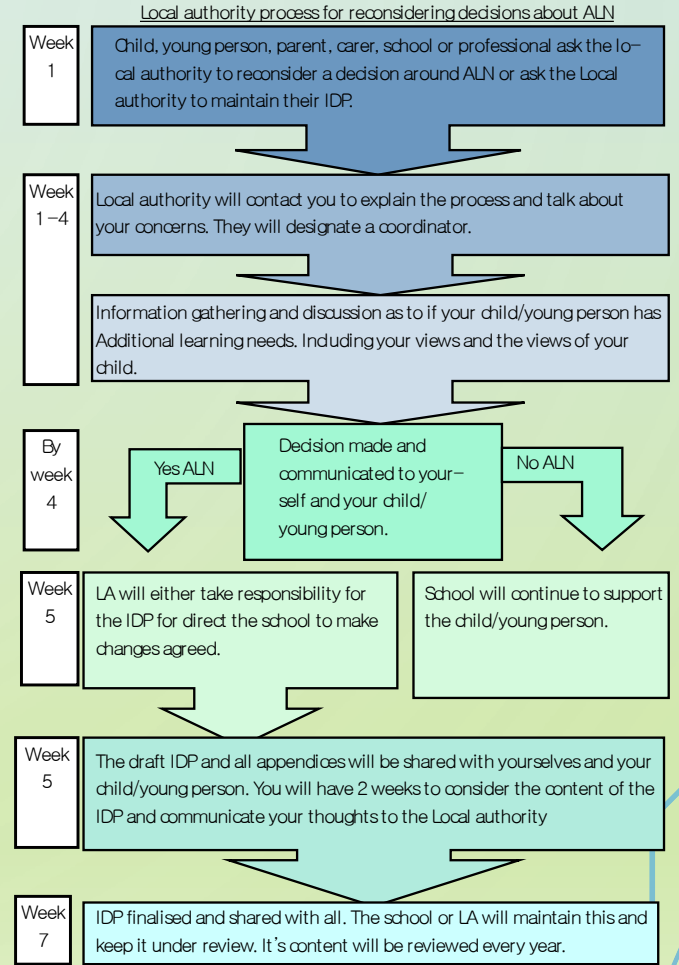 Local authority process for reconsidering decisions about ALN
Week
1
Child, young person, parent, carer, school or professional ask the lo-
cal authority to reconsider a decision around ALN or ask the Local
authority to maintain their IDP.
Week
1-4
Local authority will contact you to explain the process and talk about
your concerns. They will designate a coordinator.
Information gathering and discussion as to if your child/young person has
Additional learning needs. Including your views and the views of your
child.
By
week
4
Yes ALN
Decision made and
communicated to your-
self and your child/
young person.
No ALN
Week
5
LA will either take responsibility for
the IDP for direct the school to make
changes agreed.
School will continue to support
the child/young person.
Week
5
The draft IDP and all appendices will be shared with yourselves and your
child/young person. You will have 2 weeks to consider the content of the
IDP and communicate your thoughts to the Local authority
Week
7
IDP finalised and shared with all. The school or LA will maintain this and
keep it under review. It's content will be reviewed every year.